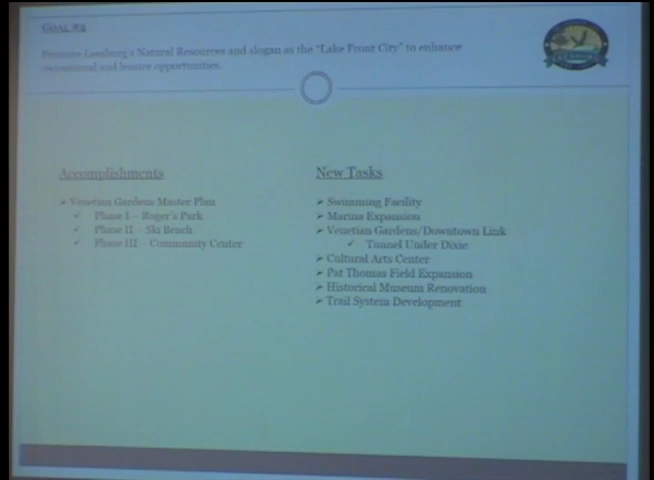 GOAL #2
Promote Leesburg's Natural Resources and slogan as the "Lake Front City" to enhance
recreational and leisure opportunities.
Accomplishments
➢ Venetian Gardens Master Plan
✓ Phase I – Roger's Park
✓ Phase II – Ski Beach
✓ Phase III – Community Center
New Tasks
➢ Swimming Facility
➢ Marina Expansion
➢ Venetian Gardens/Downtown Link
✓ Tunnel Under Dixie
➢ Cultural Arts Center
➢ Pat Thomas Field Expansion
➢ Historical Museum Renovation
➢ Trail System Development